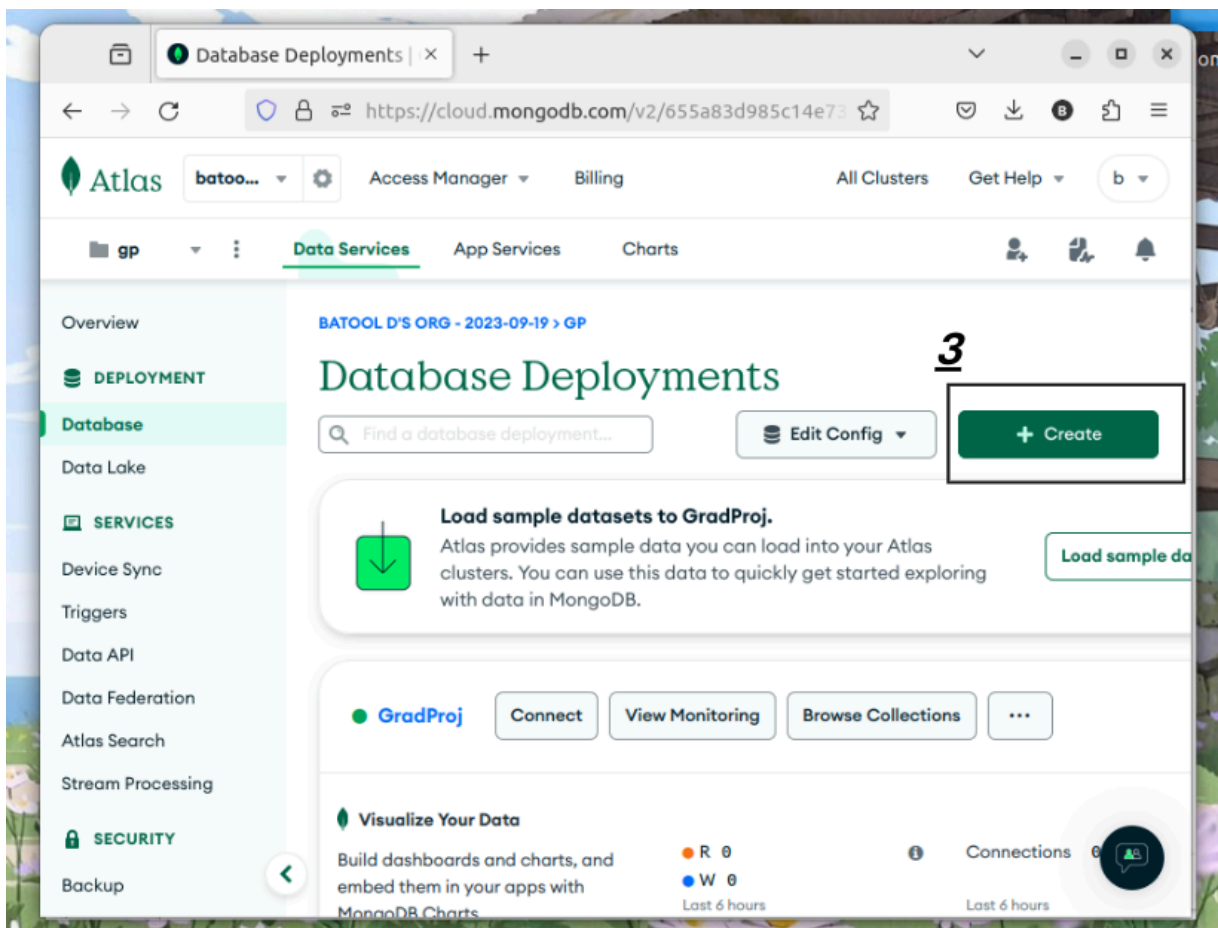 Database Deployments |
https://cloud.mongodb.com/v2/655a83d985c14e73
B
Atlas
batoo...
Access Manager
Billing
All Clusters
Get Help
b
gp
Data Services
App Services
Charts
Overview
DEPLOYMENT
Database
Data Lake
SERVICES
Device Sync
Triggers
Data API
Data Federation
Atlas Search
Stream Processing
SECURITY
Backup
BATOOL D'S ORG - 2023-09-19 > GP
Database Deployments
3
Find a database deployment...
Edit Config
+ Create
Load sample datasets to GradProj.
Atlas provides sample data you can load into your Atlas
clusters. You can use this data to quickly get started exploring
with data in MongoDB.
Load sample da
GradProj
Connect
View Monitoring
Browse Collections
...
Visualize Your Data
Build dashboards and charts, and
embed them in your apps with
MongoDB Charts
R 0
W 0
Last 6 hours
Connections 0
Last 6 hours
on